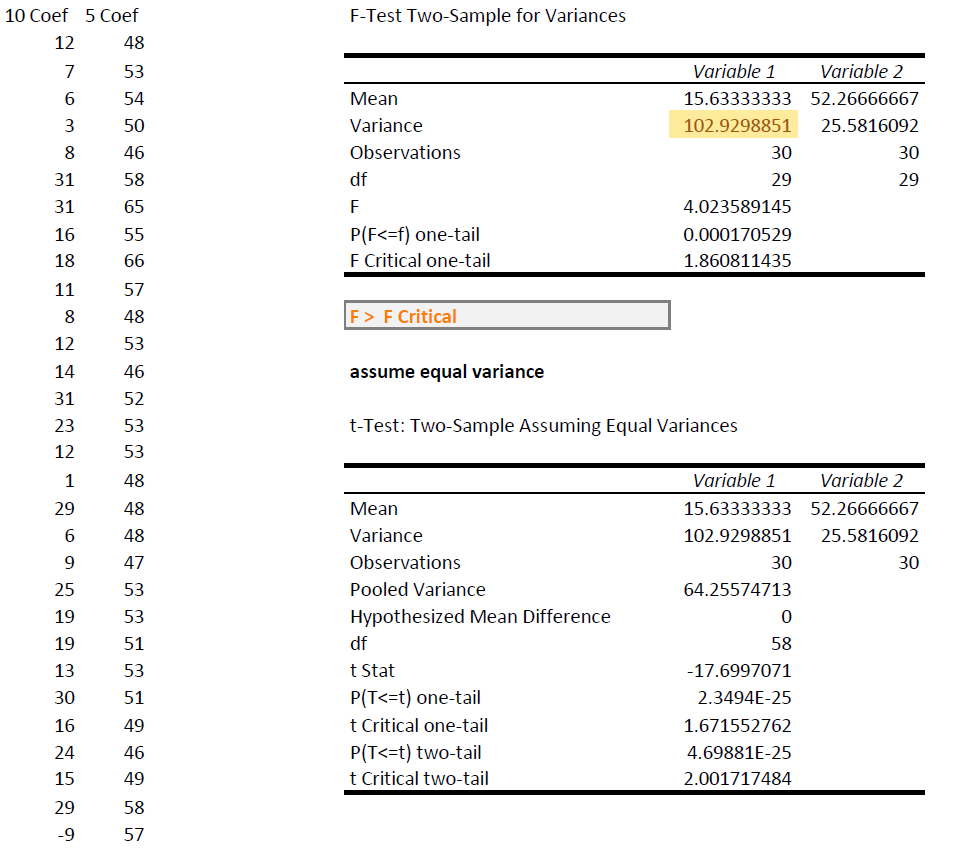 10 Coef 5 Coef F-Test Two-Sample for Variances
12 48
7 53 Variable 1 Variable 2
6 54 Mean 15.63333333 52.26666667
3 50 Variance 102.9298851 25.5816092
8 46 Observations 30 30
31 58 df 29 29
31 65 F 4.023589145
16 55 P(F<=f) one-tail 0.000170529
18 66 F Critical one-tail 1.860811435
11 57
8 48 F > F Critical
12 53
14 46 assume equal variance
31 52
23 53 t-Test: Two-Sample Assuming Equal Variances
12 53
1 48 Variable 1 Variable 2
29 48 Mean 15.63333333 52.26666667
6 48 Variance 102.9298851 25.5816092
9 47 Observations 30 30
25 53 Pooled Variance 64.25574713
19 53 Hypothesized Mean Difference 0
19 51 df 58
13 53 t Stat -17.6997071
30 51 P(T<=t) one-tail 2.3494E-25
16 49 t Critical one-tail 1.671552762
24 46 P(T<=t) two-tail 4.69881E-25
15 49 t Critical two-tail 2.001717484
29 58
-9 57